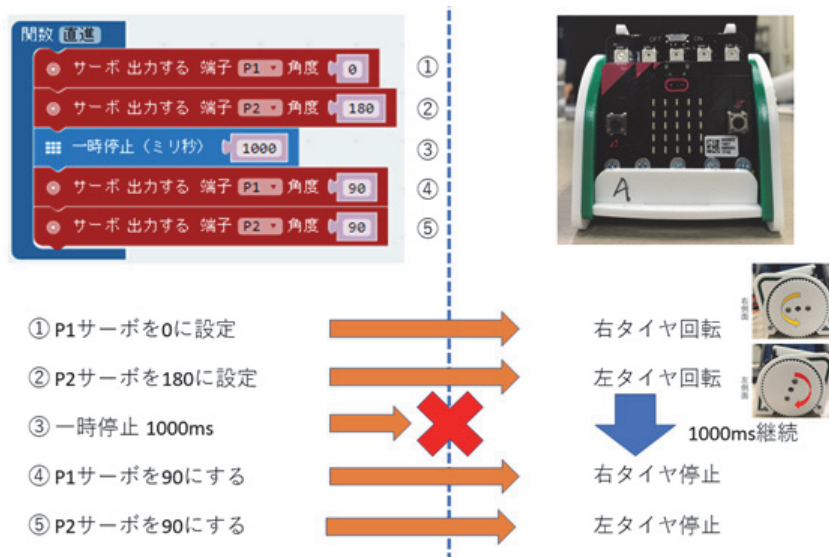 関数 直進
サーボ 出力する 端子 P1 角度 0 ①
サーボ 出力する 端子 P2 角度 180 ②
一時停止（ミリ秒） 1000 ③
サーボ 出力する 端子 P1 角度 90 ④
サーボ 出力する 端子 P2 角度 90 ⑤
OFF ON
A
① P1サーボを0に設定 右タイヤ回転
右側面
② P2サーボを180に設定 左タイヤ回転
左側面
③ 一時停止 1000ms 1000ms継続
④ P1サーボを90にする 右タイヤ停止
⑤ P2サーボを90にする 左タイヤ停止